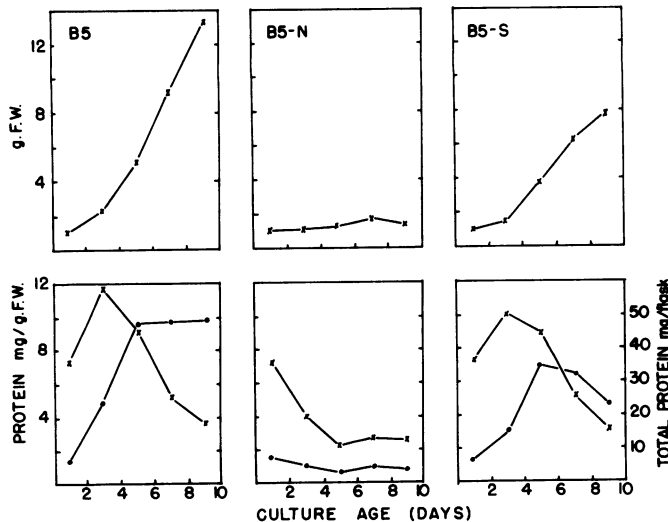 B5
B5-N
B5-S
g.F.W.
12
8
4
PROTEIN mg/g.F.W.
12
8
4
TOTAL PROTEIN mg/flask
50
40
30
20
10
2 4 6 8 10
2 4 6 8 10
2 4 6 8 10
CULTURE AGE (DAYS)